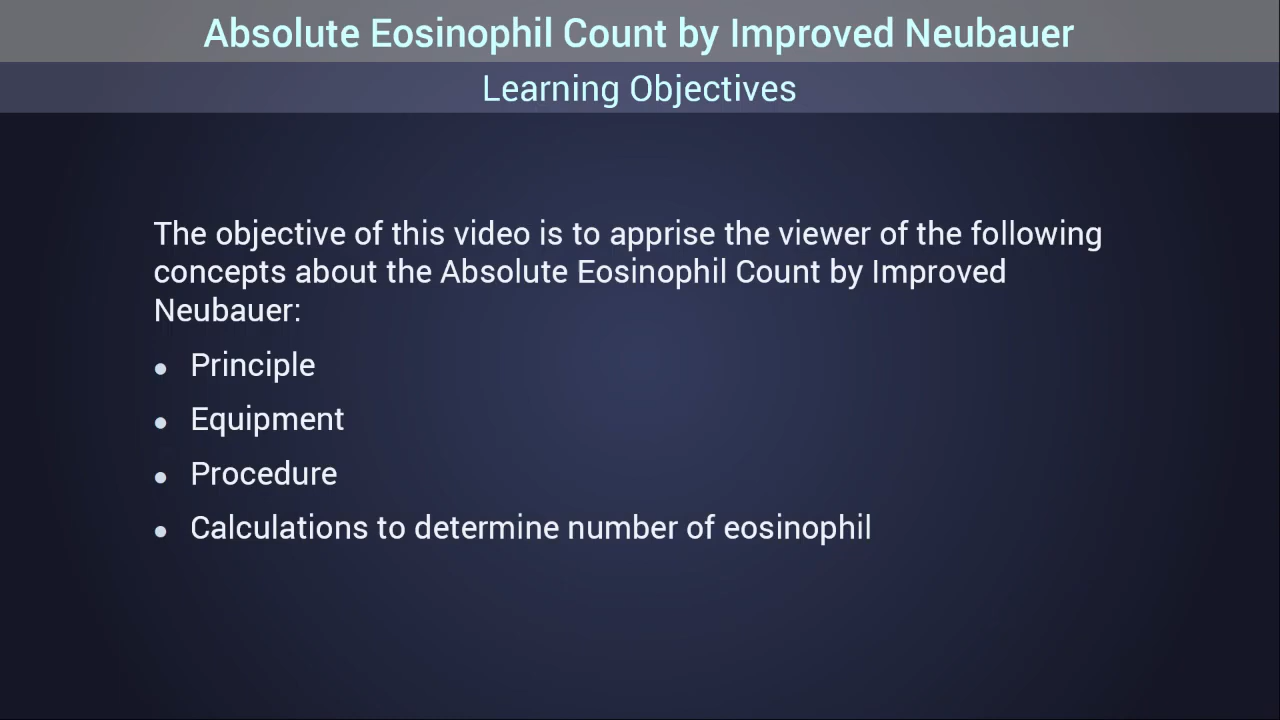 Absolute Eosinophil Count by Improved Neubauer
Learning Objectives
The objective of this video is to apprise the viewer of the following
concepts about the Absolute Eosinophil Count by Improved
Neubauer:
● Principle
● Equipment
● Procedure
● Calculations to determine number of eosinophil